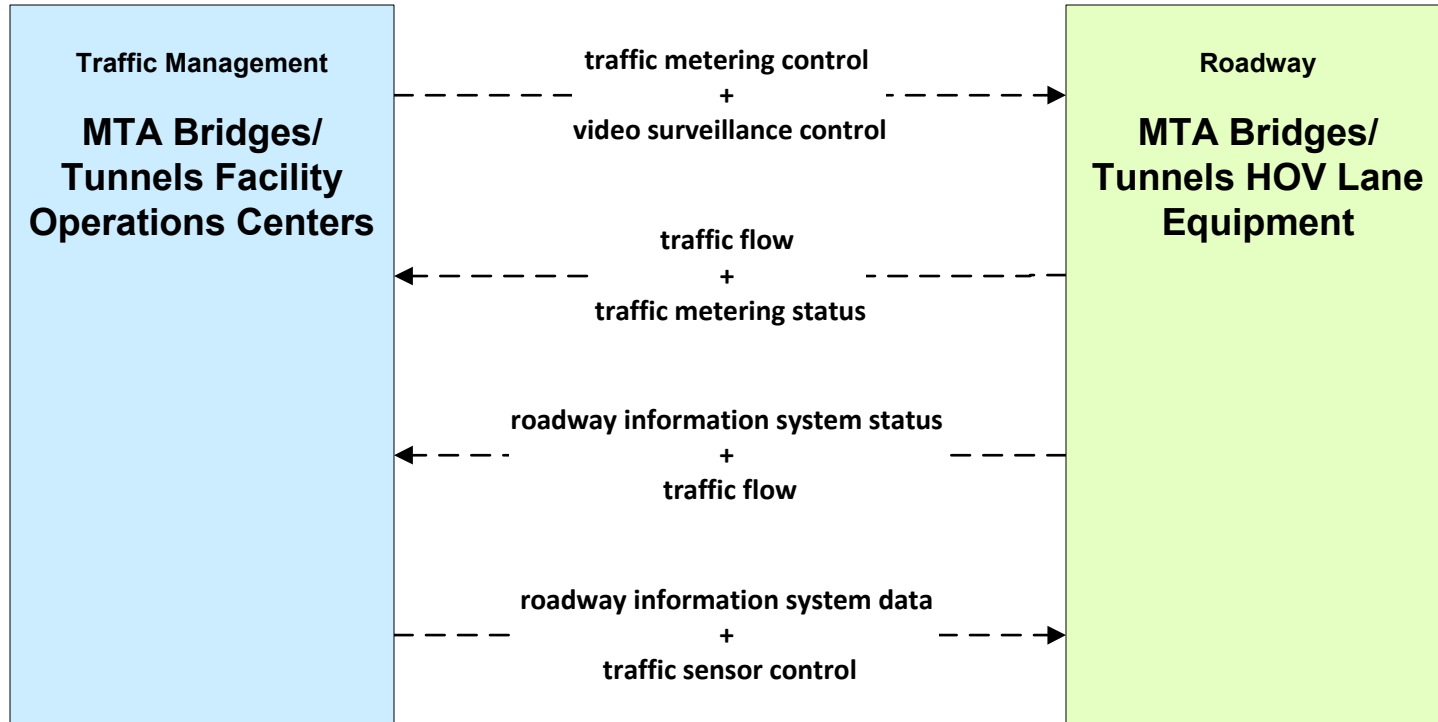 Traffic Management
MTA Bridges/
Tunnels Facility
Operations Centers
traffic metering control
+
video surveillance control
traffic flow
+
traffic metering status
roadway information system status
+
traffic flow
roadway information system data
+
traffic sensor control
Roadway
MTA Bridges/
Tunnels HOV Lane
Equipment